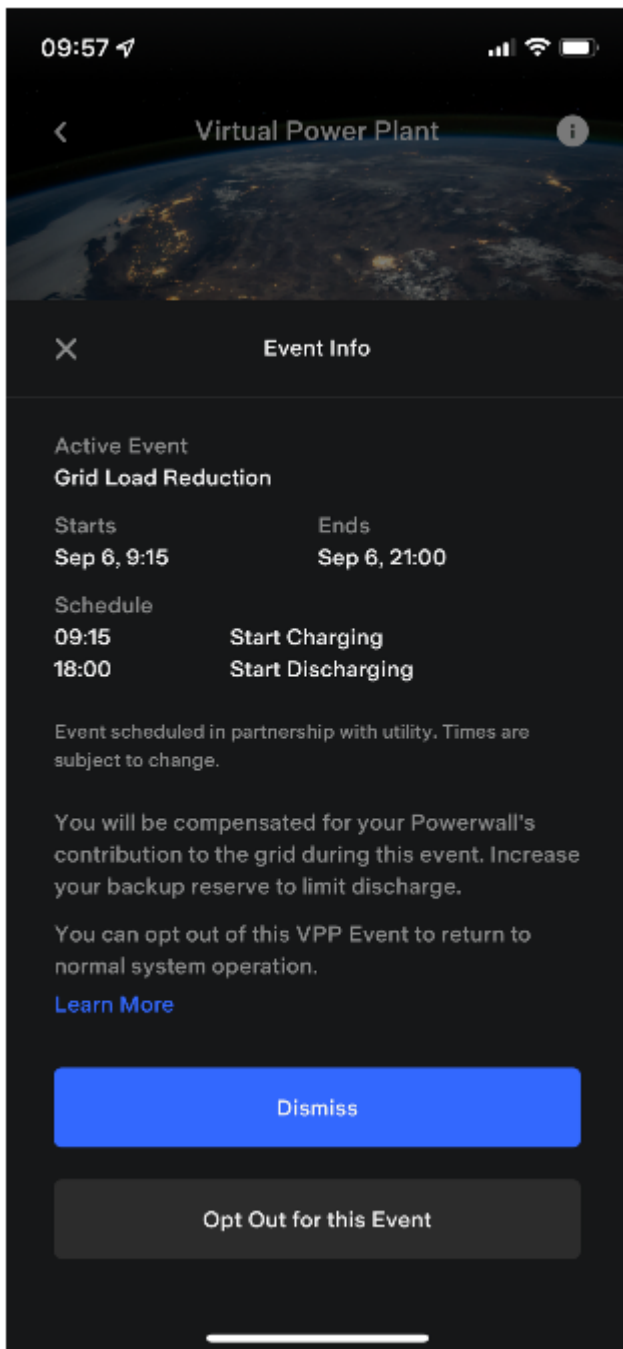 09:57
Virtual Power Plant
Event Info
Active Event
Grid Load Reduction
Starts Ends
Sep 6, 9:15 Sep 6, 21:00
Schedule
09:15 Start Charging
18:00 Start Discharging
Event scheduled in partnership with utility. Times are
subject to change.
You will be compensated for your Powerwall's
contribution to the grid during this event. Increase
your backup reserve to limit discharge.
You can opt out of this VPP Event to return to
normal system operation.
Learn More
Dismiss
Opt Out for this Event